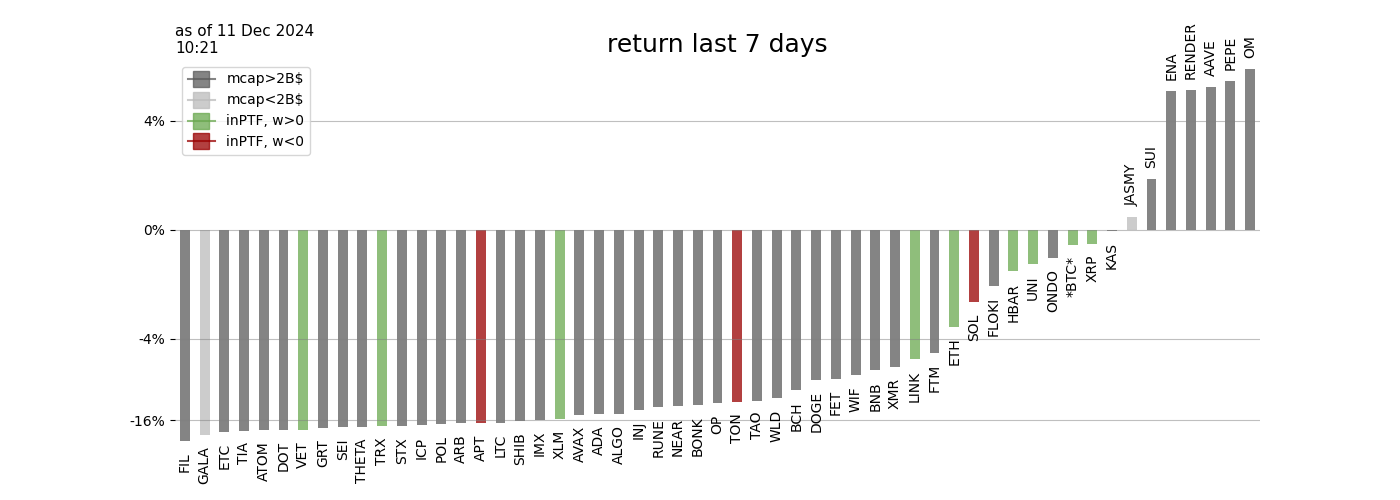 as of 11 Dec 2024
10:21
return last 7 days
mcap>2B$
mcap<2B$
inPTF, w>0
inPTF, w<0
4%
0%
-4%
-16%
FIL
GALA
ETC
TIA
ATOM
DOT
VET
GRT
SEI
THETA
TRX
STX
ICP
POL
ARB
APT
LTC
SHIB
IMX
XLM
AVAX
ADA
ALGO
INJ
RUNE
NEAR
BONK
OP
TON
TAO
WLD
BCH
DOGE
FET
WIF
BNB
XMR
LINK
FTM
ETH
SOL
FLOKI
HBAR
UNI
ONDO
*BTC*
XRP
KAS
JASMY
SUI
ENA
RENDER
AAVE
PEPE
OM